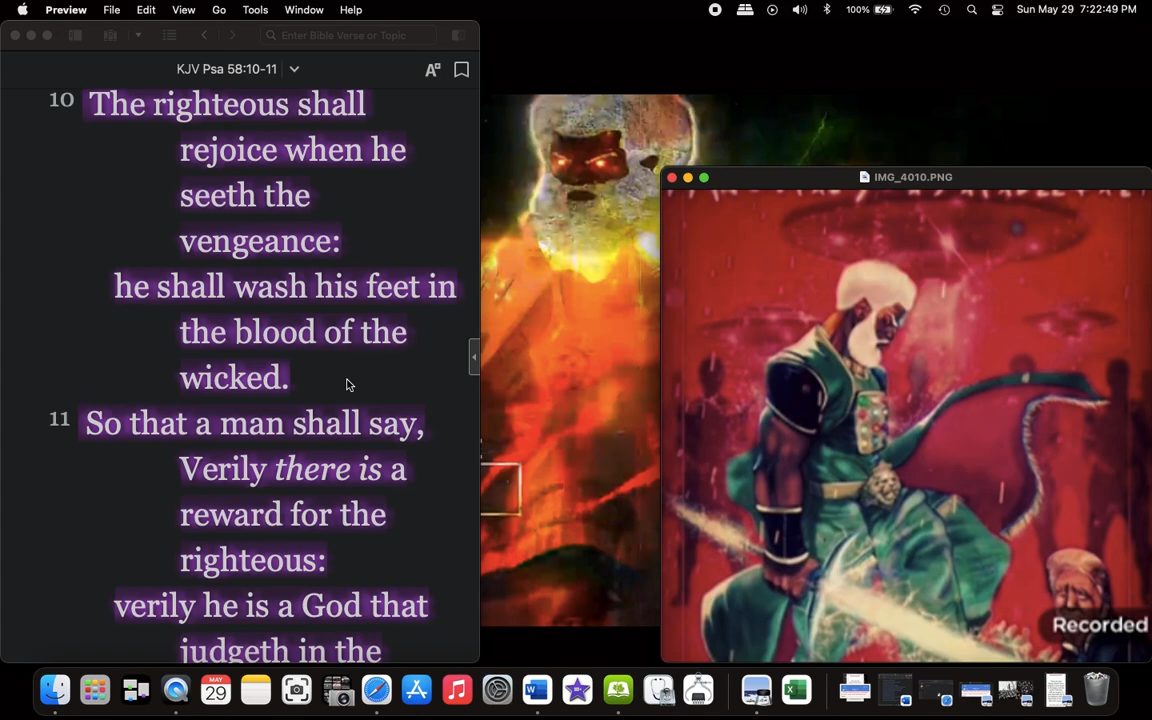 Preview File Edit View Go Tools Window Help 100% Sun May 29 7:22:49 PM
Enter Bible Verse or Topic
KJV Psa 58:10-11
10 The righteous shall
rejoice when he
seeth the
vengeance:
he shall wash his feet in
the blood of the
wicked.
11 So that a man shall say,
Verily there is a
reward for the
righteous:
verily he is a God that
judgeth in the
IMG_4010.PNG
Recorded
MAY
29